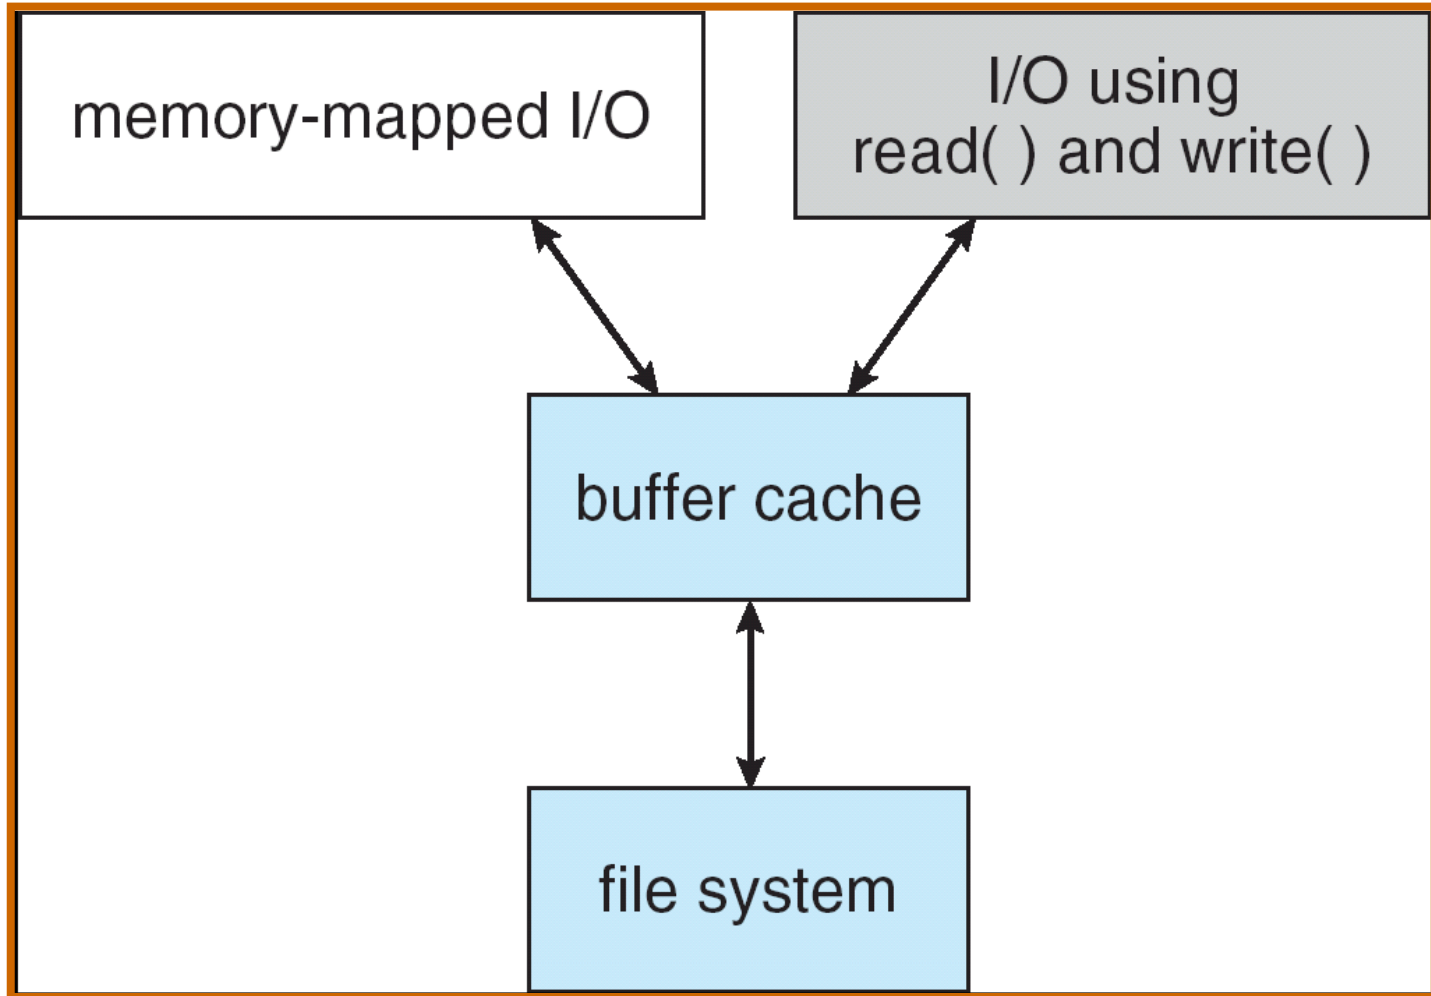 memory-mapped I/O
I/O using
read( ) and write( )
buffer cache
file system